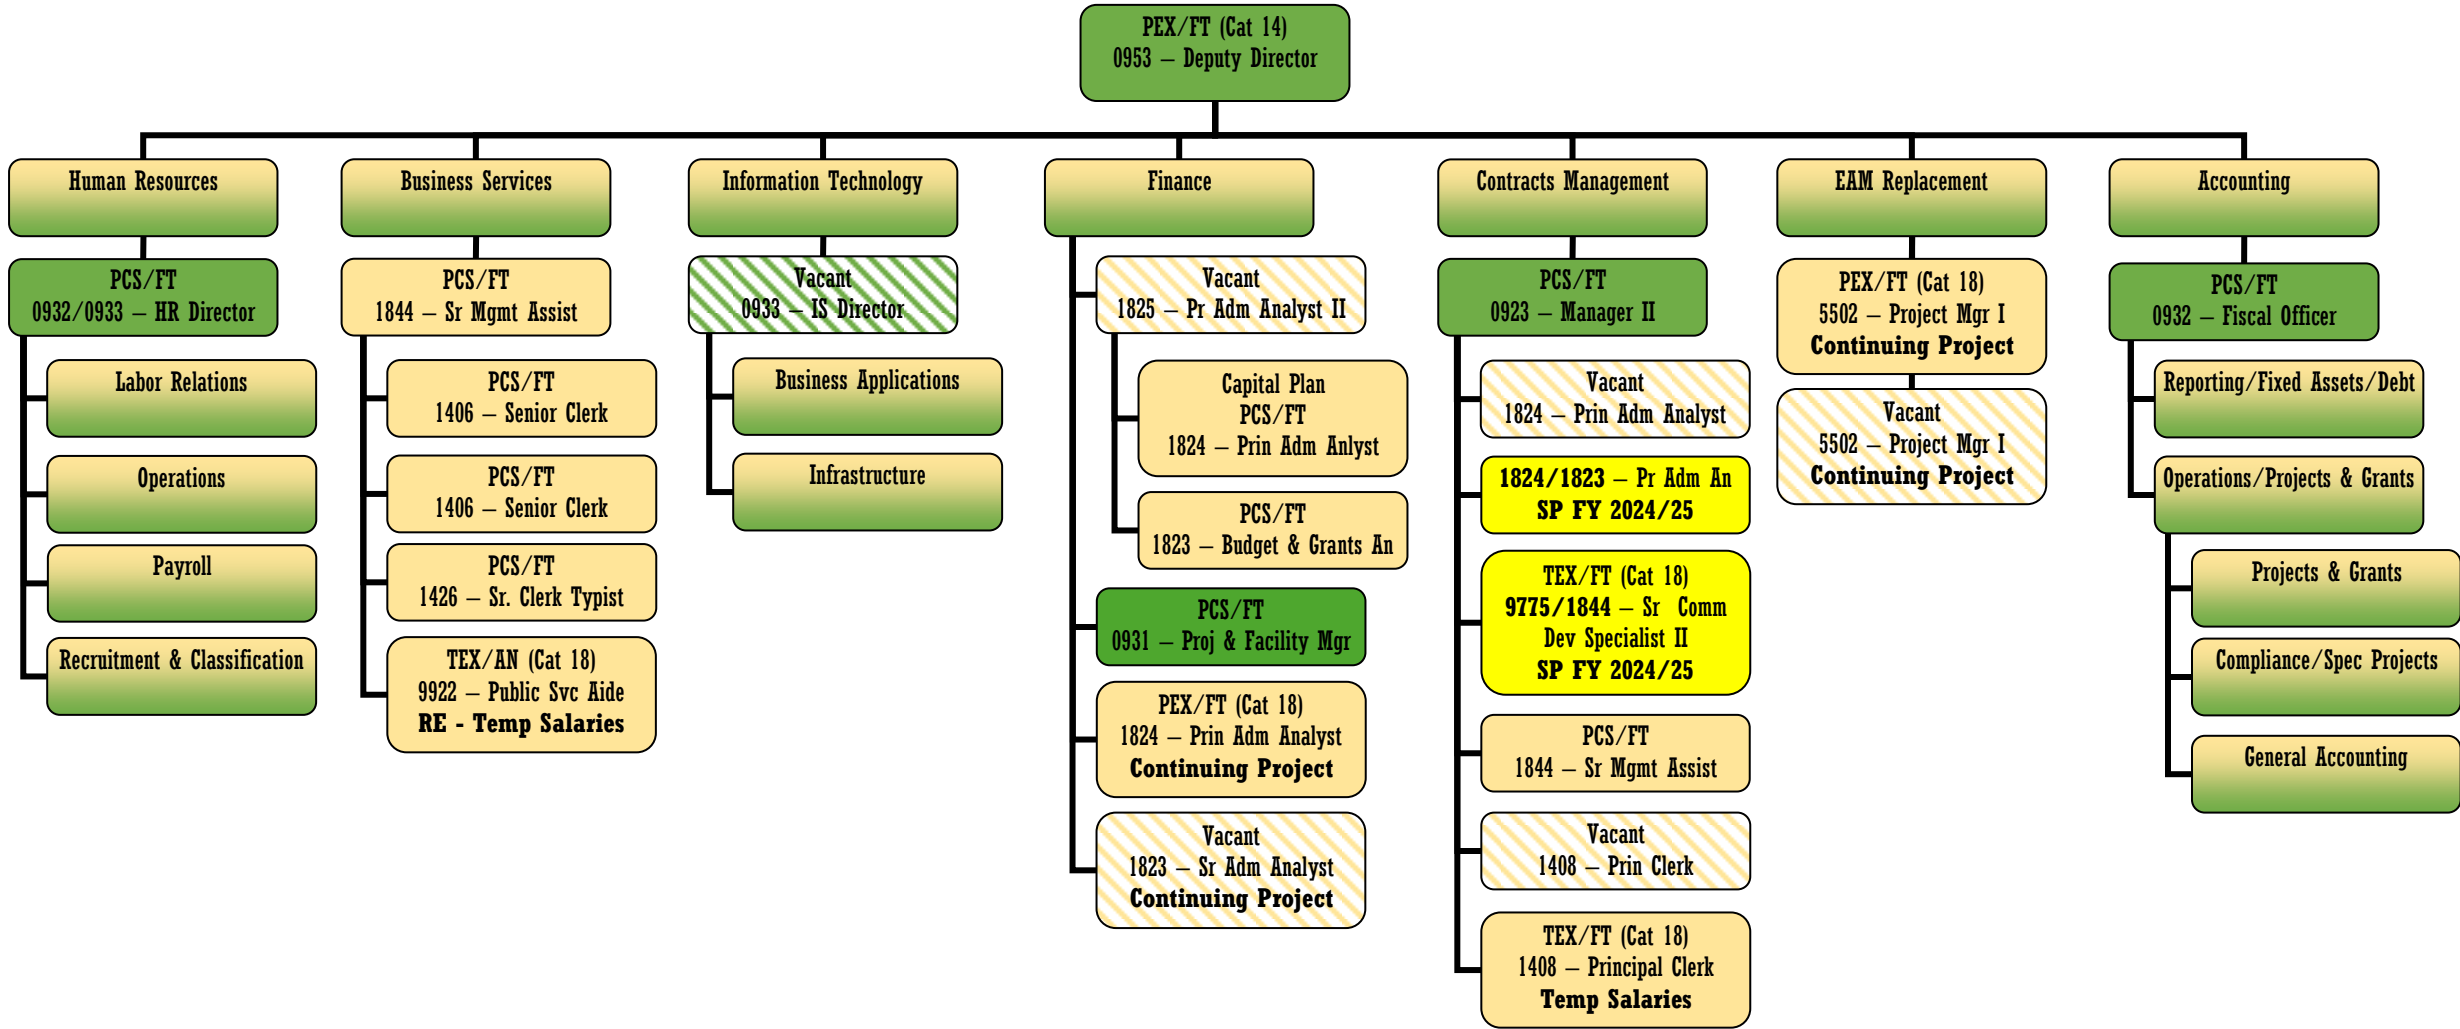 PEX/FT (Cat 14)
0953 – Deputy Director
Human Resources
PCS/FT
0932/0933 – HR Director
Labor Relations
Operations
Payroll
Recruitment & Classification
Business Services
PCS/FT
1844 – Sr Mgmt Assist
PCS/FT
1406 – Senior Clerk
PCS/FT
1406 – Senior Clerk
PCS/FT
1426 – Sr. Clerk Typist
TEX/AN (Cat 18)
9922 – Public Svc Aide
RE - Temp Salaries
Information Technology
Vacant
0933 – IS Director
Business Applications
Infrastructure
Finance
Vacant
1825 – Pr Adm Analyst II
Capital Plan
PCS/FT
1824 – Prin Adm Anlyst
PCS/FT
1823 – Budget & Grants An
PCS/FT
0931 – Proj & Facility Mgr
PEX/FT (Cat 18)
1824 – Prin Adm Analyst
Continuing Project
Vacant
1823 – Sr Adm Analyst
Continuing Project
Contracts Management
PCS/FT
0923 – Manager II
Vacant
1824 – Prin Adm Analyst
1824/1823 – Pr Adm An
SP FY 2024/25
TEX/FT (Cat 18)
9775/1844 – Sr Comm
Dev Specialist II
SP FY 2024/25
PCS/FT
1844 – Sr Mgmt Assist
Vacant
1408 – Prin Clerk
TEX/FT (Cat 18)
1408 – Principal Clerk
Temp Salaries
EAM Replacement
PEX/FT (Cat 18)
5502 – Project Mgr I
Continuing Project
Vacant
5502 – Project Mgr I
Continuing Project
Accounting
PCS/FT
0932 – Fiscal Officer
Reporting/Fixed Assets/Debt
Operations/Projects & Grants
Projects & Grants
Compliance/Spec Projects
General Accounting